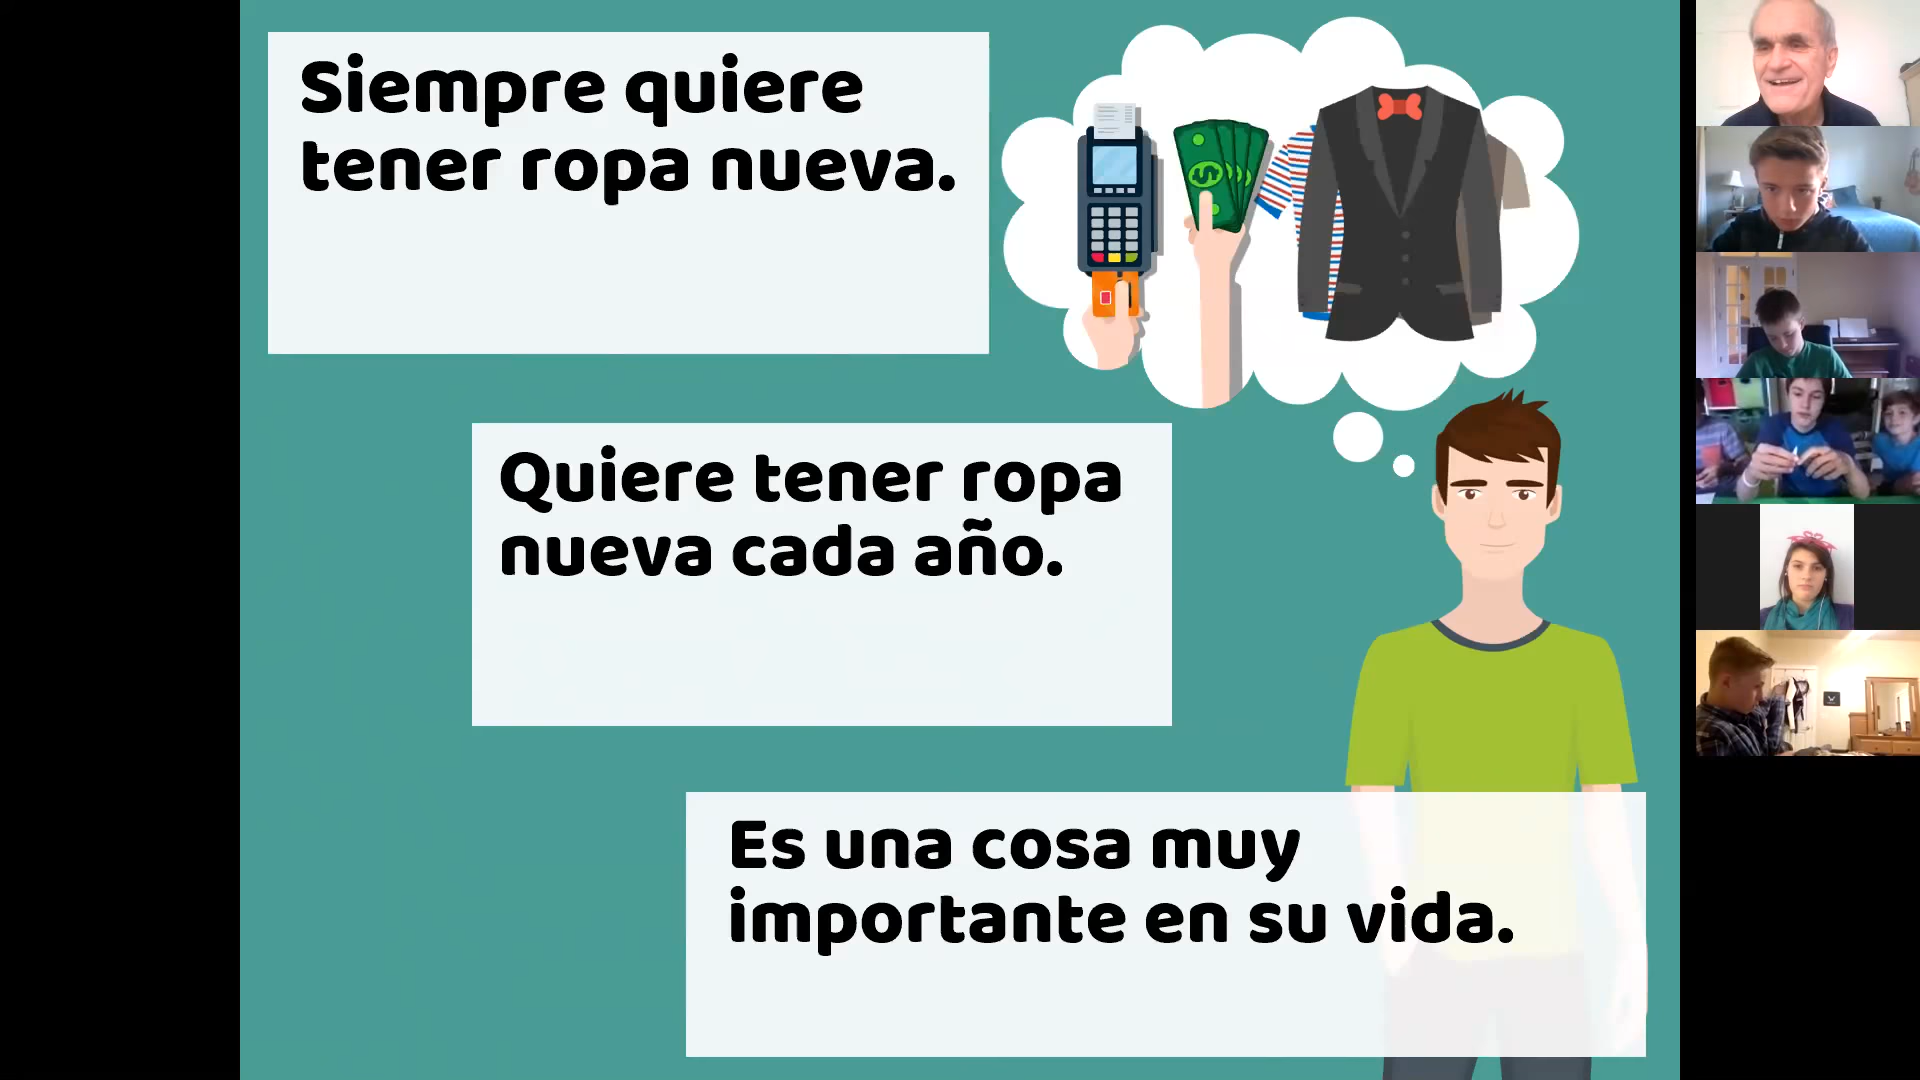 Siempre quiere
tener ropa nueva.
Quiere tener ropa
nueva cada año.
Es una cosa muy
importante en su vida.